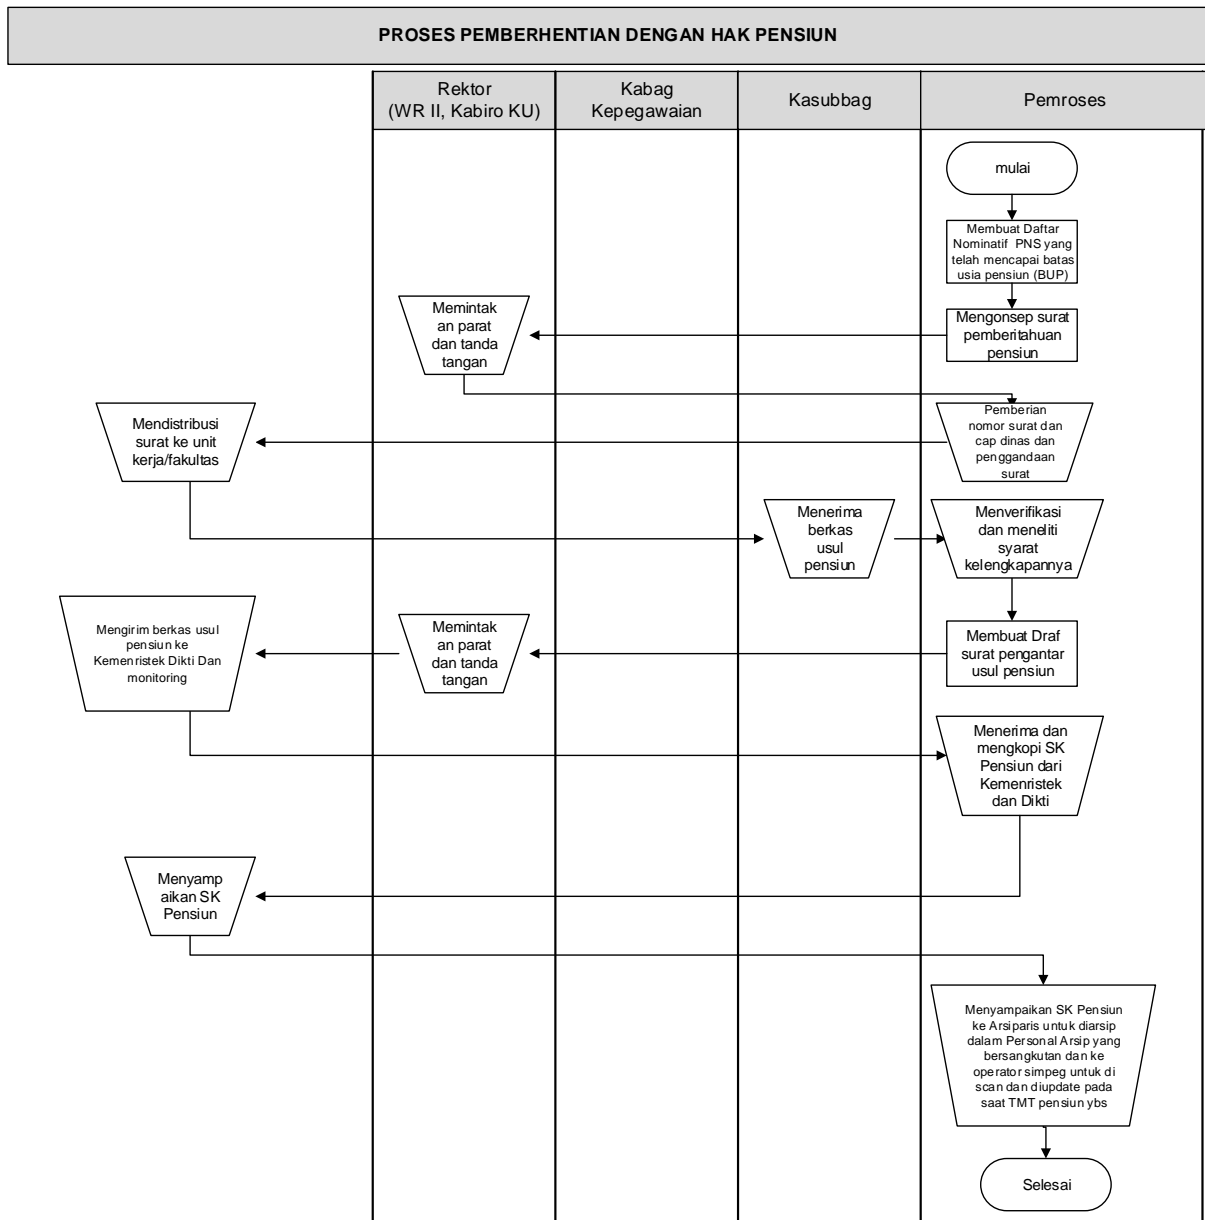 PROSES PEMBERHENTIAN DENGAN HAK PENSIUN
Rektor
(WR II, Kabiro KU)
Kabag
Kepegawaian
Kasubbag
Pemroses
mulai
Membuat Daftar
Nominatif PNS yang
telah mencapai batas
usia pensiun (BUP)
Mengonsep surat
pemberitahuan
pensiun
Memintak
an parat
dan tanda
tangan
Pemberian
nomor surat dan
cap dinas dan
penggandaan
surat
Mendistribusi
surat ke unit
kerja/fakultas
Menerima
berkas
usul
pensiun
Menverifikasi
dan meneliti
syarat
kelengkapannya
Membuat Draf
surat pengantar
usul pensiun
Memintak
an parat
dan tanda
tangan
Mengirim berkas usul
pensiun ke
Kemenristek Dikti Dan
monitoring
Menerima dan
mengkopi SK
Pensiun dari
Kemenristek
dan Dikti
Menyamp
aikan SK
Pensiun
Menyampaikan SK Pensiun
ke Arsiparis untuk diarsip
dalam Personal Arsip yang
bersangkutan dan ke
operator simpeg untuk di
scan dan diupdate pada
saat TMT pensiun ybs
Selesai